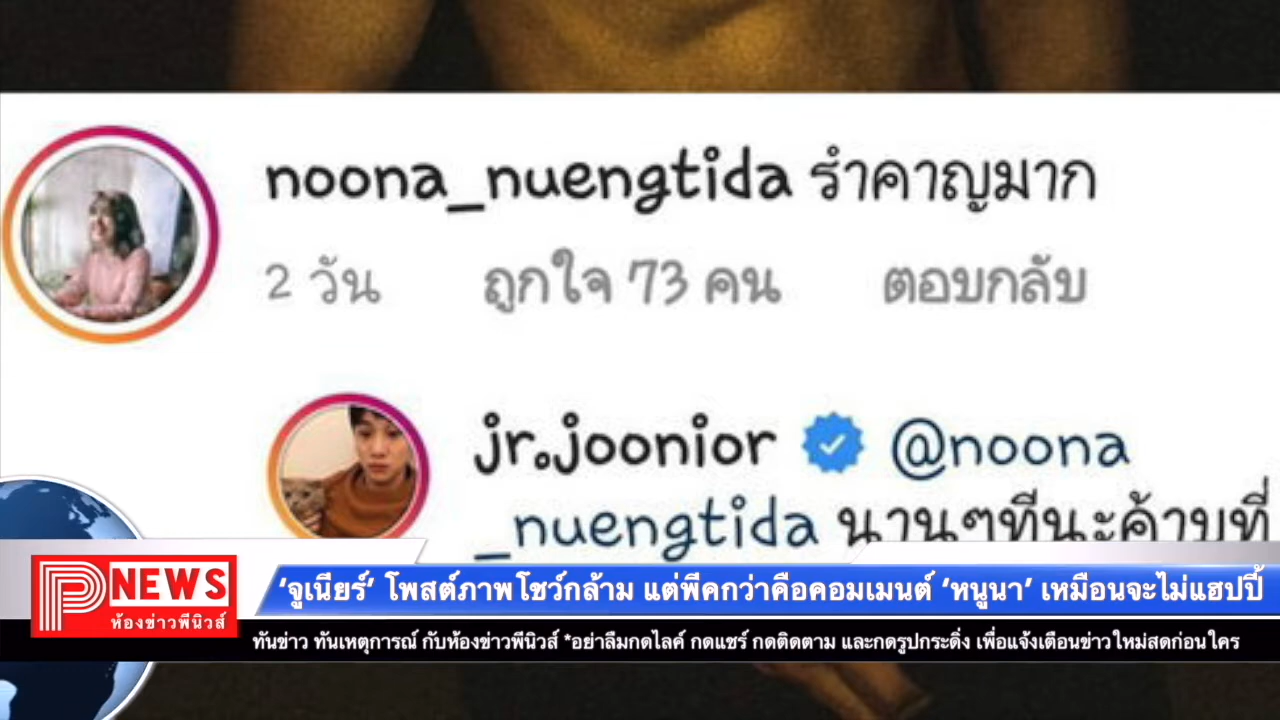 noona_nuengtida รำคาญมาก
2 วัน ถูกใจ 73 คน ตอบกลับ
jr.joonior @noona
_nuengtida นานๆทีนะค้าบที่
PNEWS
ห้องข่าวพีนิวส์
‘จูเนียร์’ โพสต์ภาพโชว์กล้าม แต่พีคกว่าคือคอมเมนต์ ‘หนูนา’ เหมือนจะไม่แฮปปี้
ทันข่าว ทันเหตุการณ์ กับห้องข่าวพีนิวส์ *อย่าลืมกดไลค์ กดแชร์ กดติดตาม และกดรูปกระดิ่ง เพื่อแจ้งเตือนข่าวใหม่สดก่อนใคร